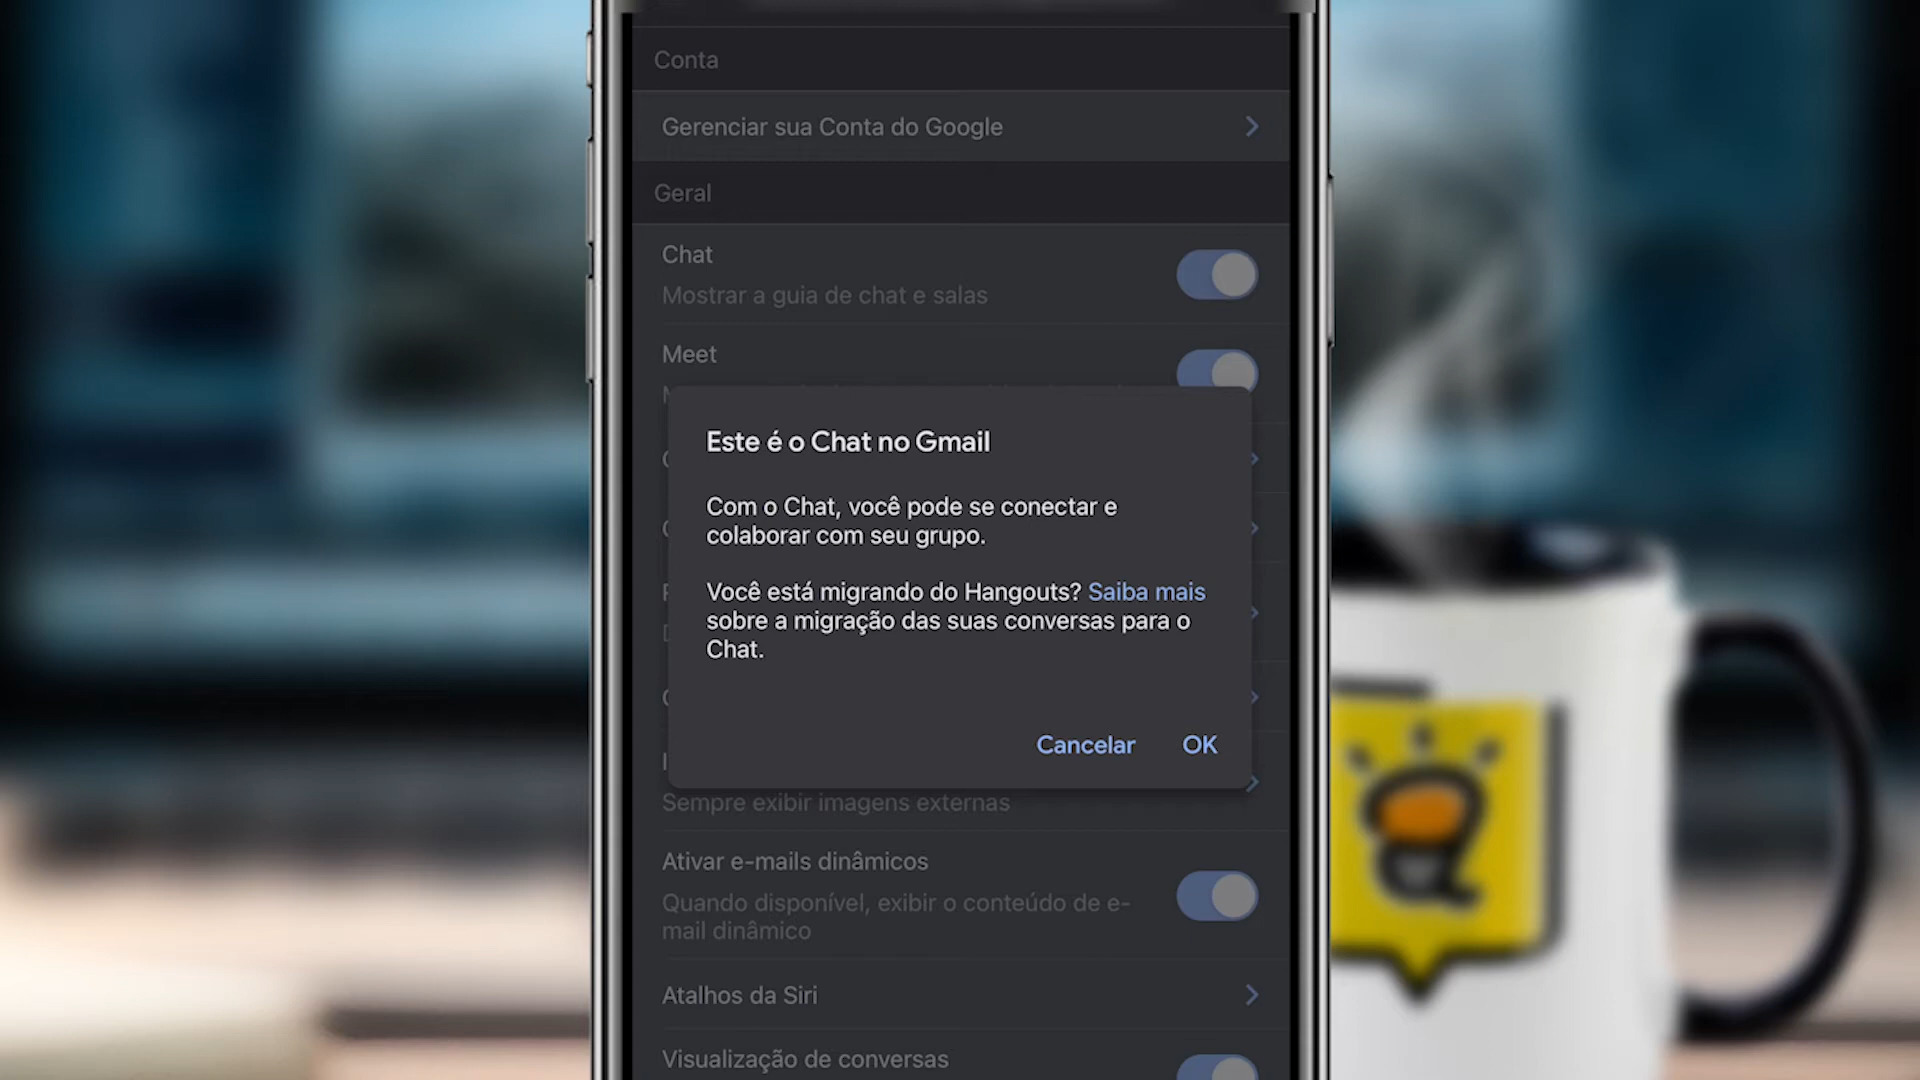 Conta
Gerenciar sua Conta do Google
Geral
Chat
Mostrar a guia de chat e salas
Meet
Este é o Chat no Gmail
Com o Chat, você pode se conectar e
colaborar com seu grupo.
Você está migrando do Hangouts? Saiba mais
sobre a migração das suas conversas para o
Chat.
Cancelar OK
Sempre exibir imagens externas
Ativar e-mails dinâmicos
Quando disponível, exibir o conteúdo de e-
mail dinâmico
Atalhos da Siri
Visualização de conversas